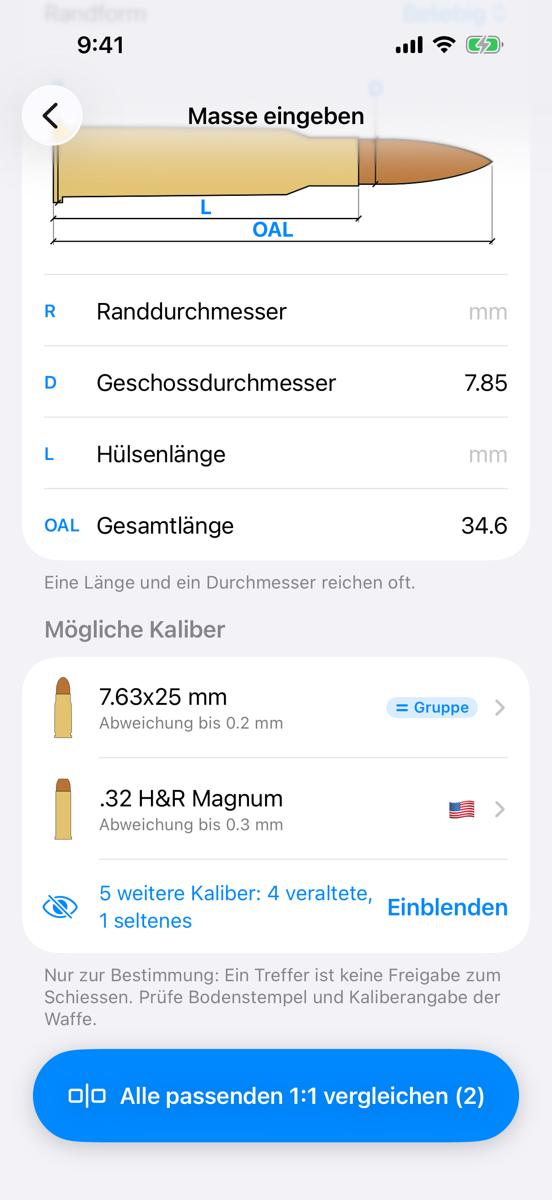 Randform
Beliebig
9:41
D
Masse eingeben
L
OAL
R Randdurchmesser mm
D Geschossdurchmesser 7.85
L Hülsenlänge mm
OAL Gesamtlänge 34.6
Eine Länge und ein Durchmesser reichen oft.
Mögliche Kaliber
7.63x25 mm
Abweichung bis 0.2 mm
= Gruppe
.32 H&R Magnum
Abweichung bis 0.3 mm
5 weitere Kaliber: 4 veraltete,
1 seltenes
Einblenden
Nur zur Bestimmung: Ein Treffer ist keine Freigabe zum
Schiessen. Prüfe Bodenstempel und Kaliberangabe der
Waffe.
Alle passenden 1:1 vergleichen (2)